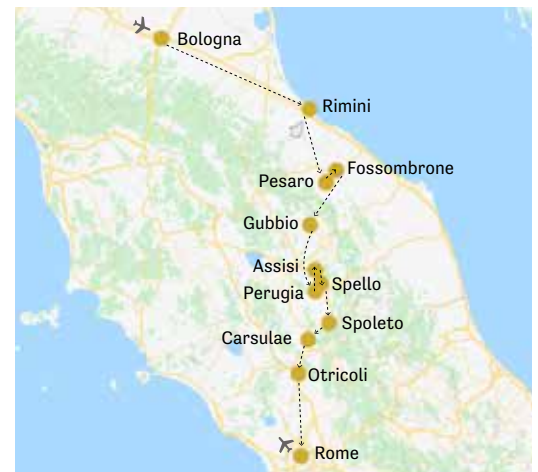 Bologna
Rimini
Fossombrone
Pesaro
Gubbio
Assisi
Spello
Perugia
Spoleto
Carsulae
Otricoli
Rome